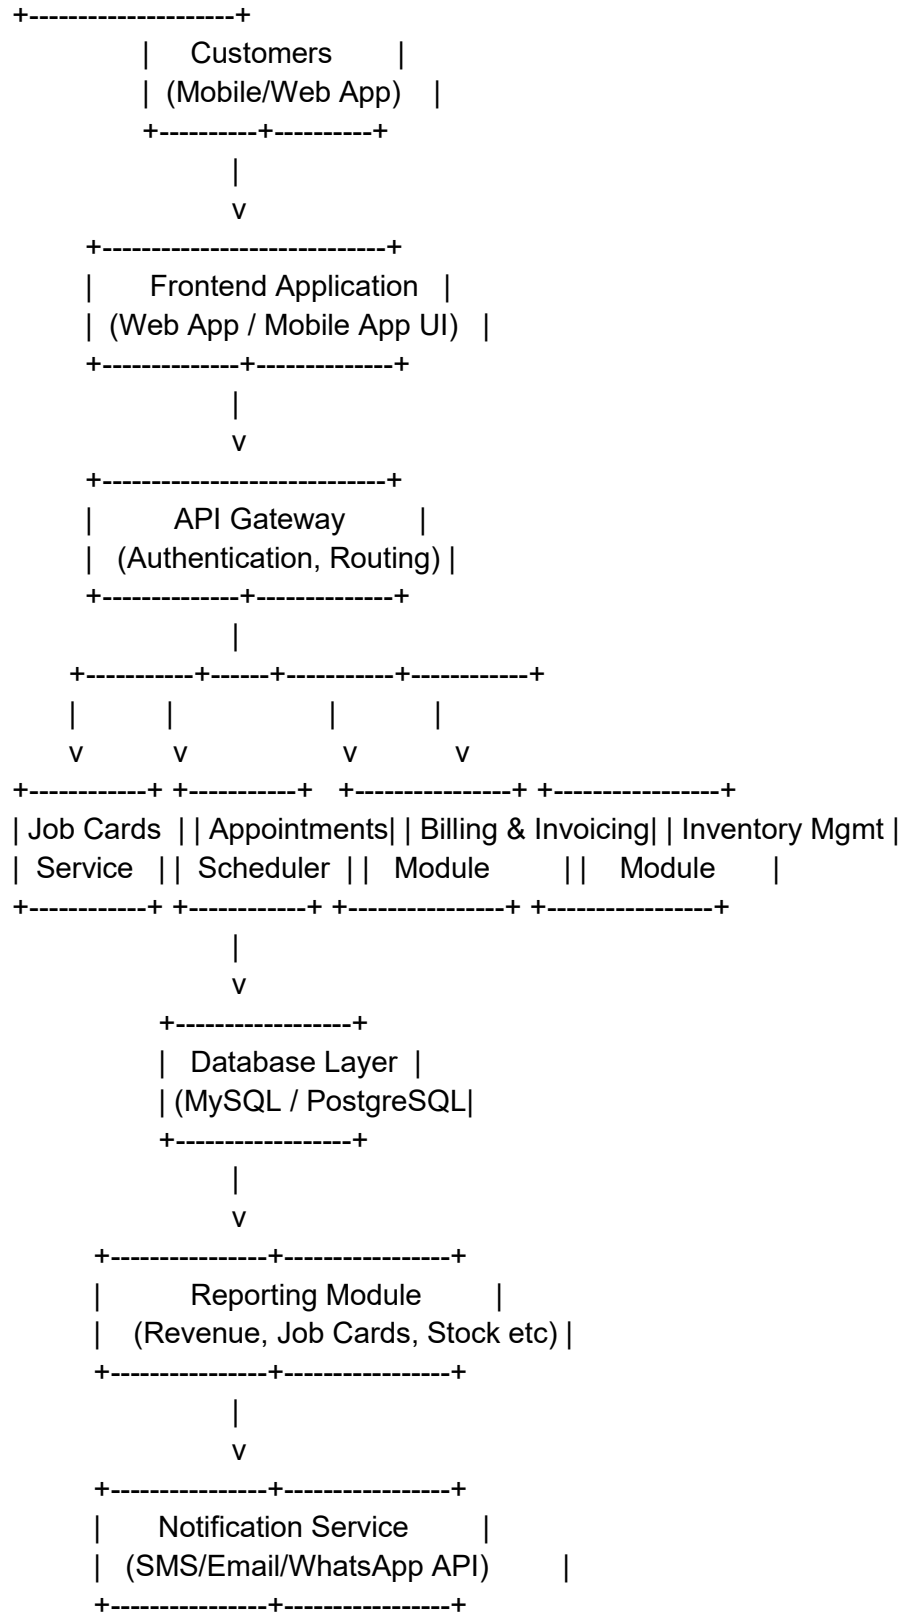 +---------------------+
| Customers |
| (Mobile/Web App) |
+----------+----------+
|
v
+-----------------------------+
| Frontend Application |
| (Web App / Mobile App UI) |
+--------------+--------------+
|
v
+-----------------------------+
| API Gateway |
| (Authentication, Routing) |
+--------------+--------------+
|
+-----------+------+-----------+------------+
| | | |
v v v v
+------------+ +-----------+ +----------------+ +-----------------+
| Job Cards | | Appointments| | Billing & Invoicing| | Inventory Mgmt |
| Service | | Scheduler | | Module | | Module |
+------------+ +------------+ +----------------+ +-----------------+
|
v
+------------------+
| Database Layer |
| (MySQL / PostgreSQL|
+------------------+
|
v
+----------------+-----------------+
| Reporting Module |
| (Revenue, Job Cards, Stock etc) |
+----------------+-----------------+
|
v
+----------------+-----------------+
| Notification Service |
| (SMS/Email/WhatsApp API) |
+----------------+-----------------+